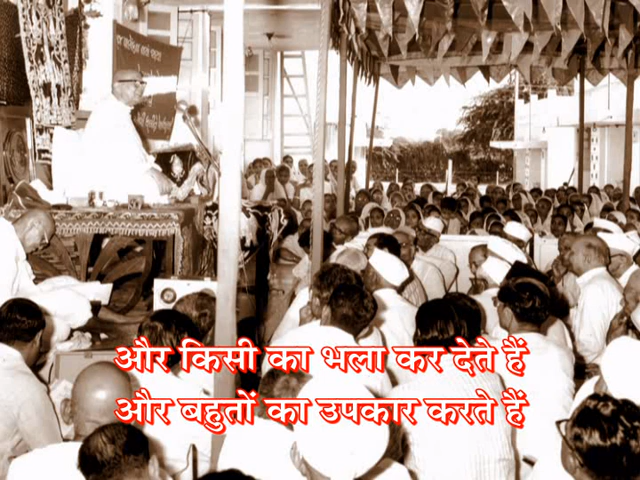 और किसी का भला कर देते हैं
और बहुतों का उपकार करते हैं